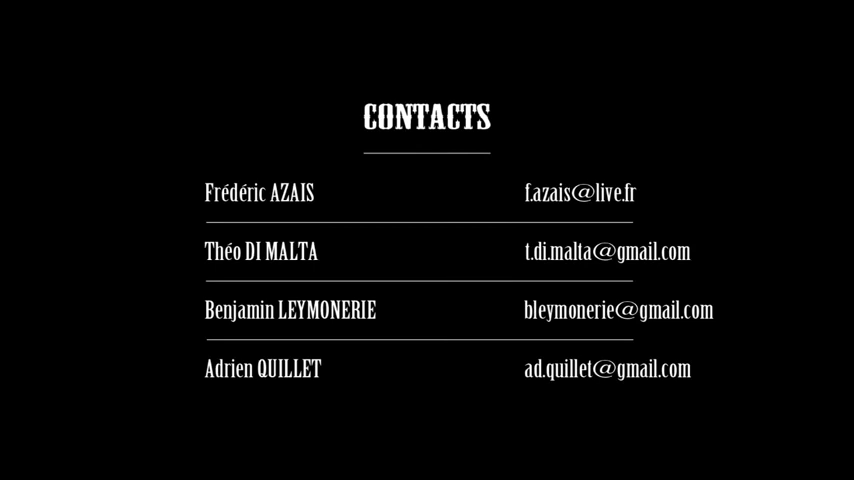 CONTACTS
Frédéric AZAIS f.azais@live.fr
Théo DI MALTA t.di.malta@gmail.com
Benjamin LEYMONERIE bleymonerie@gmail.com
Adrien QUILLET ad.quillet@gmail.com